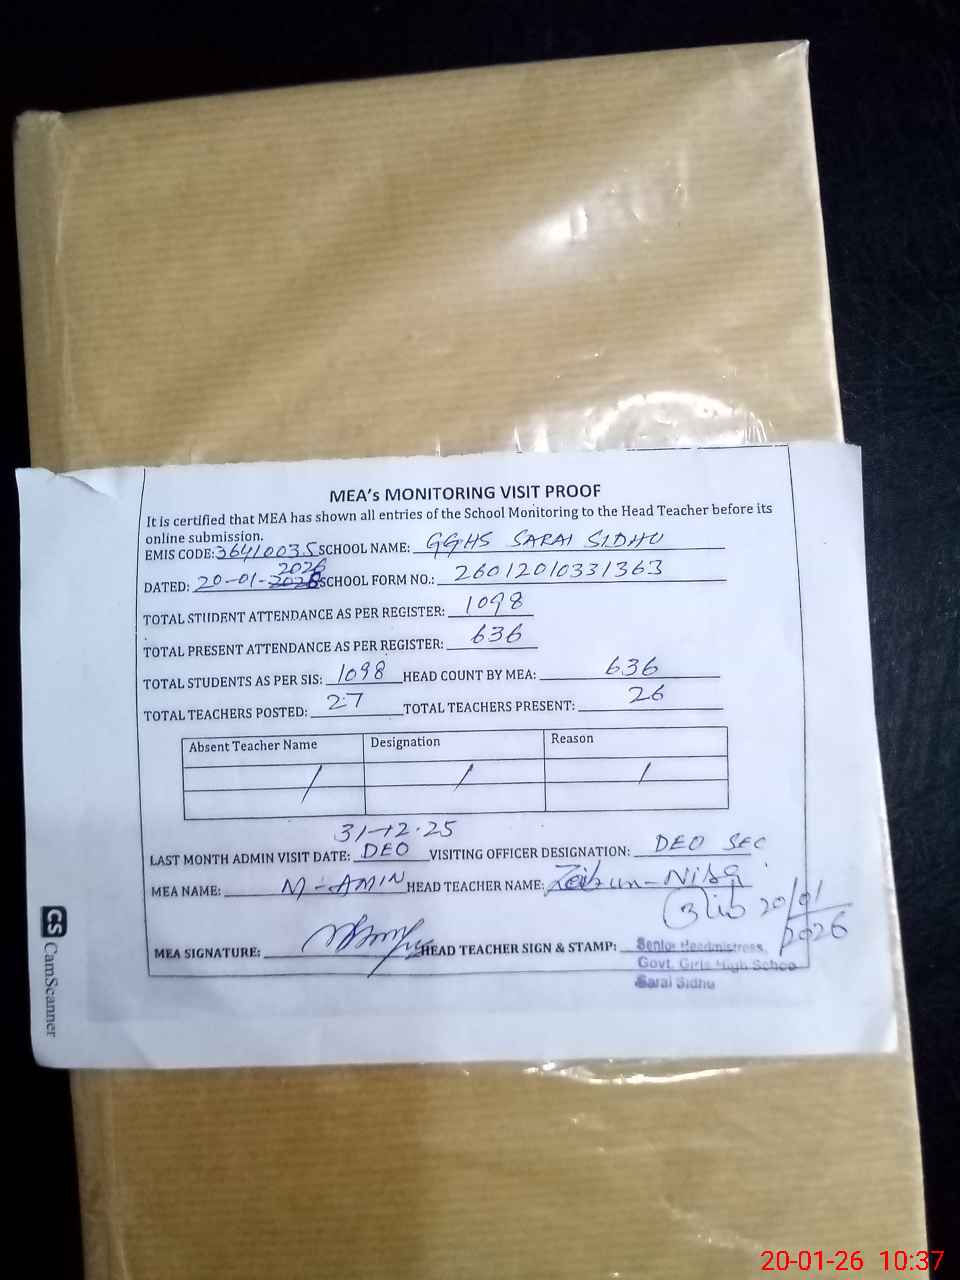 MEA's MONITORING VISIT PROOF
It is certified that MEA has shown all entries of the School Monitoring to the Head Teacher before its
online submission.
EMIS CODE: 36410035 SCHOOL NAME: GGHS SARAI SIDHU
2026
DATED: 20-01-2026 SCHOOL FORM NO.: 26012010331363
TOTAL STUDENT ATTENDANCE AS PER REGISTER: 1098
TOTAL PRESENT ATTENDANCE AS PER REGISTER: 636
TOTAL STUDENTS AS PER SIS: 1098 HEAD COUNT BY MEA: 636
TOTAL TEACHERS POSTED: 27 TOTAL TEACHERS PRESENT: 26
Absent Teacher Name Designation Reason
/ / /
31-12-25
LAST MONTH ADMIN VISIT DATE: DEO VISITING OFFICER DESIGNATION: DEO SEC
MEA NAME: M-AMIN HEAD TEACHER NAME: Zeib un-Nisa
20/01/2026
MEA SIGNATURE: HEAD TEACHER SIGN & STAMP: Senior Headmistress
Govt. Girls High School
Sarai Sidhu
CS CamScanner
20-01-26 10:37